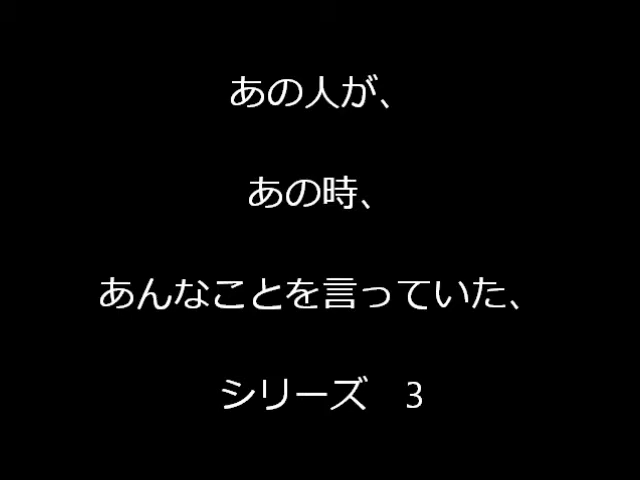 あの人が、
あの時、
あんなことを言っていた、
シリーズ　3